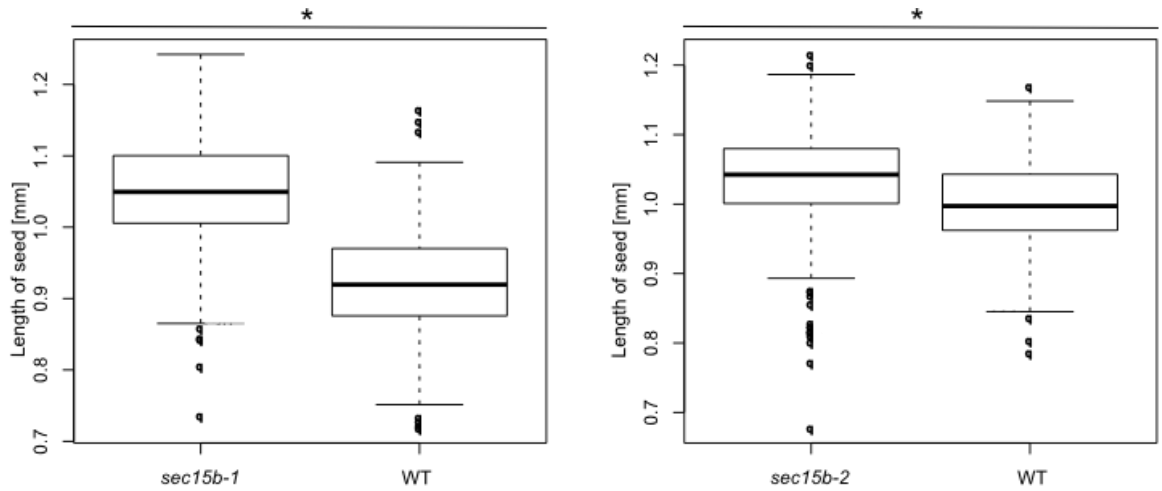 *
Length of seed [mm]
1.2
1.1
1.0
0.9
0.8
0.7
sec15b-1
WT
*
Length of seed [mm]
1.2
1.1
1.0
0.9
0.8
0.7
sec15b-2
WT